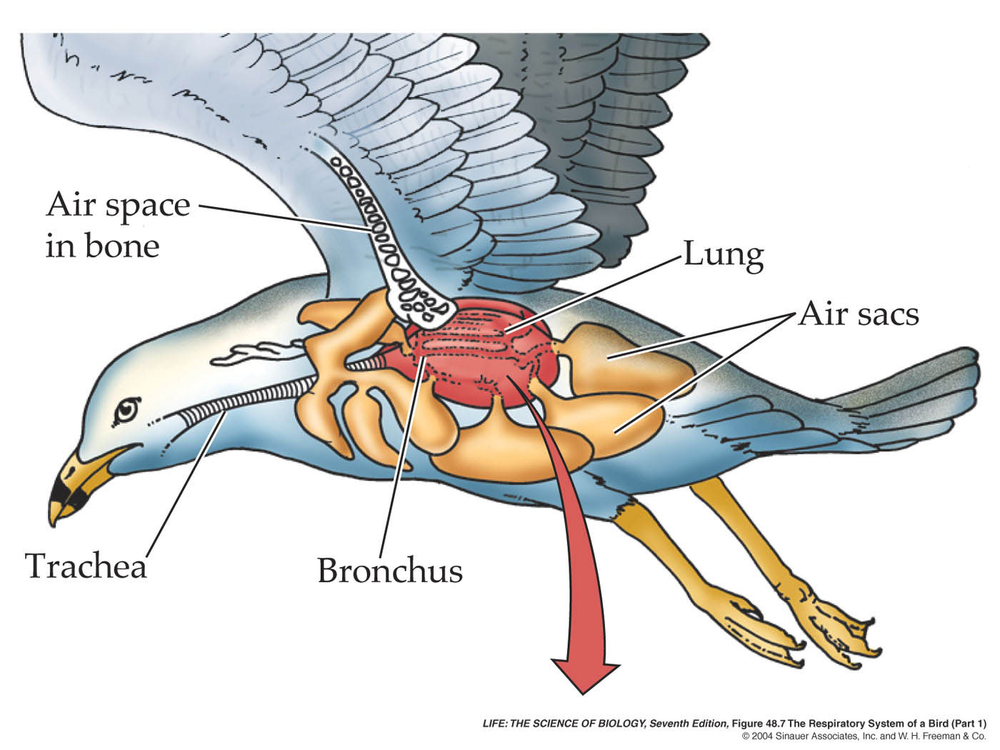 Air space
in bone
Lung
Air sacs
Trachea
Bronchus
LIFE: THE SCIENCE OF BIOLOGY, Seventh Edition, Figure 48.7 The Respiratory System of a Bird (Part 1)
© 2004 Sinauer Associates, Inc. and W. H. Freeman & Co.